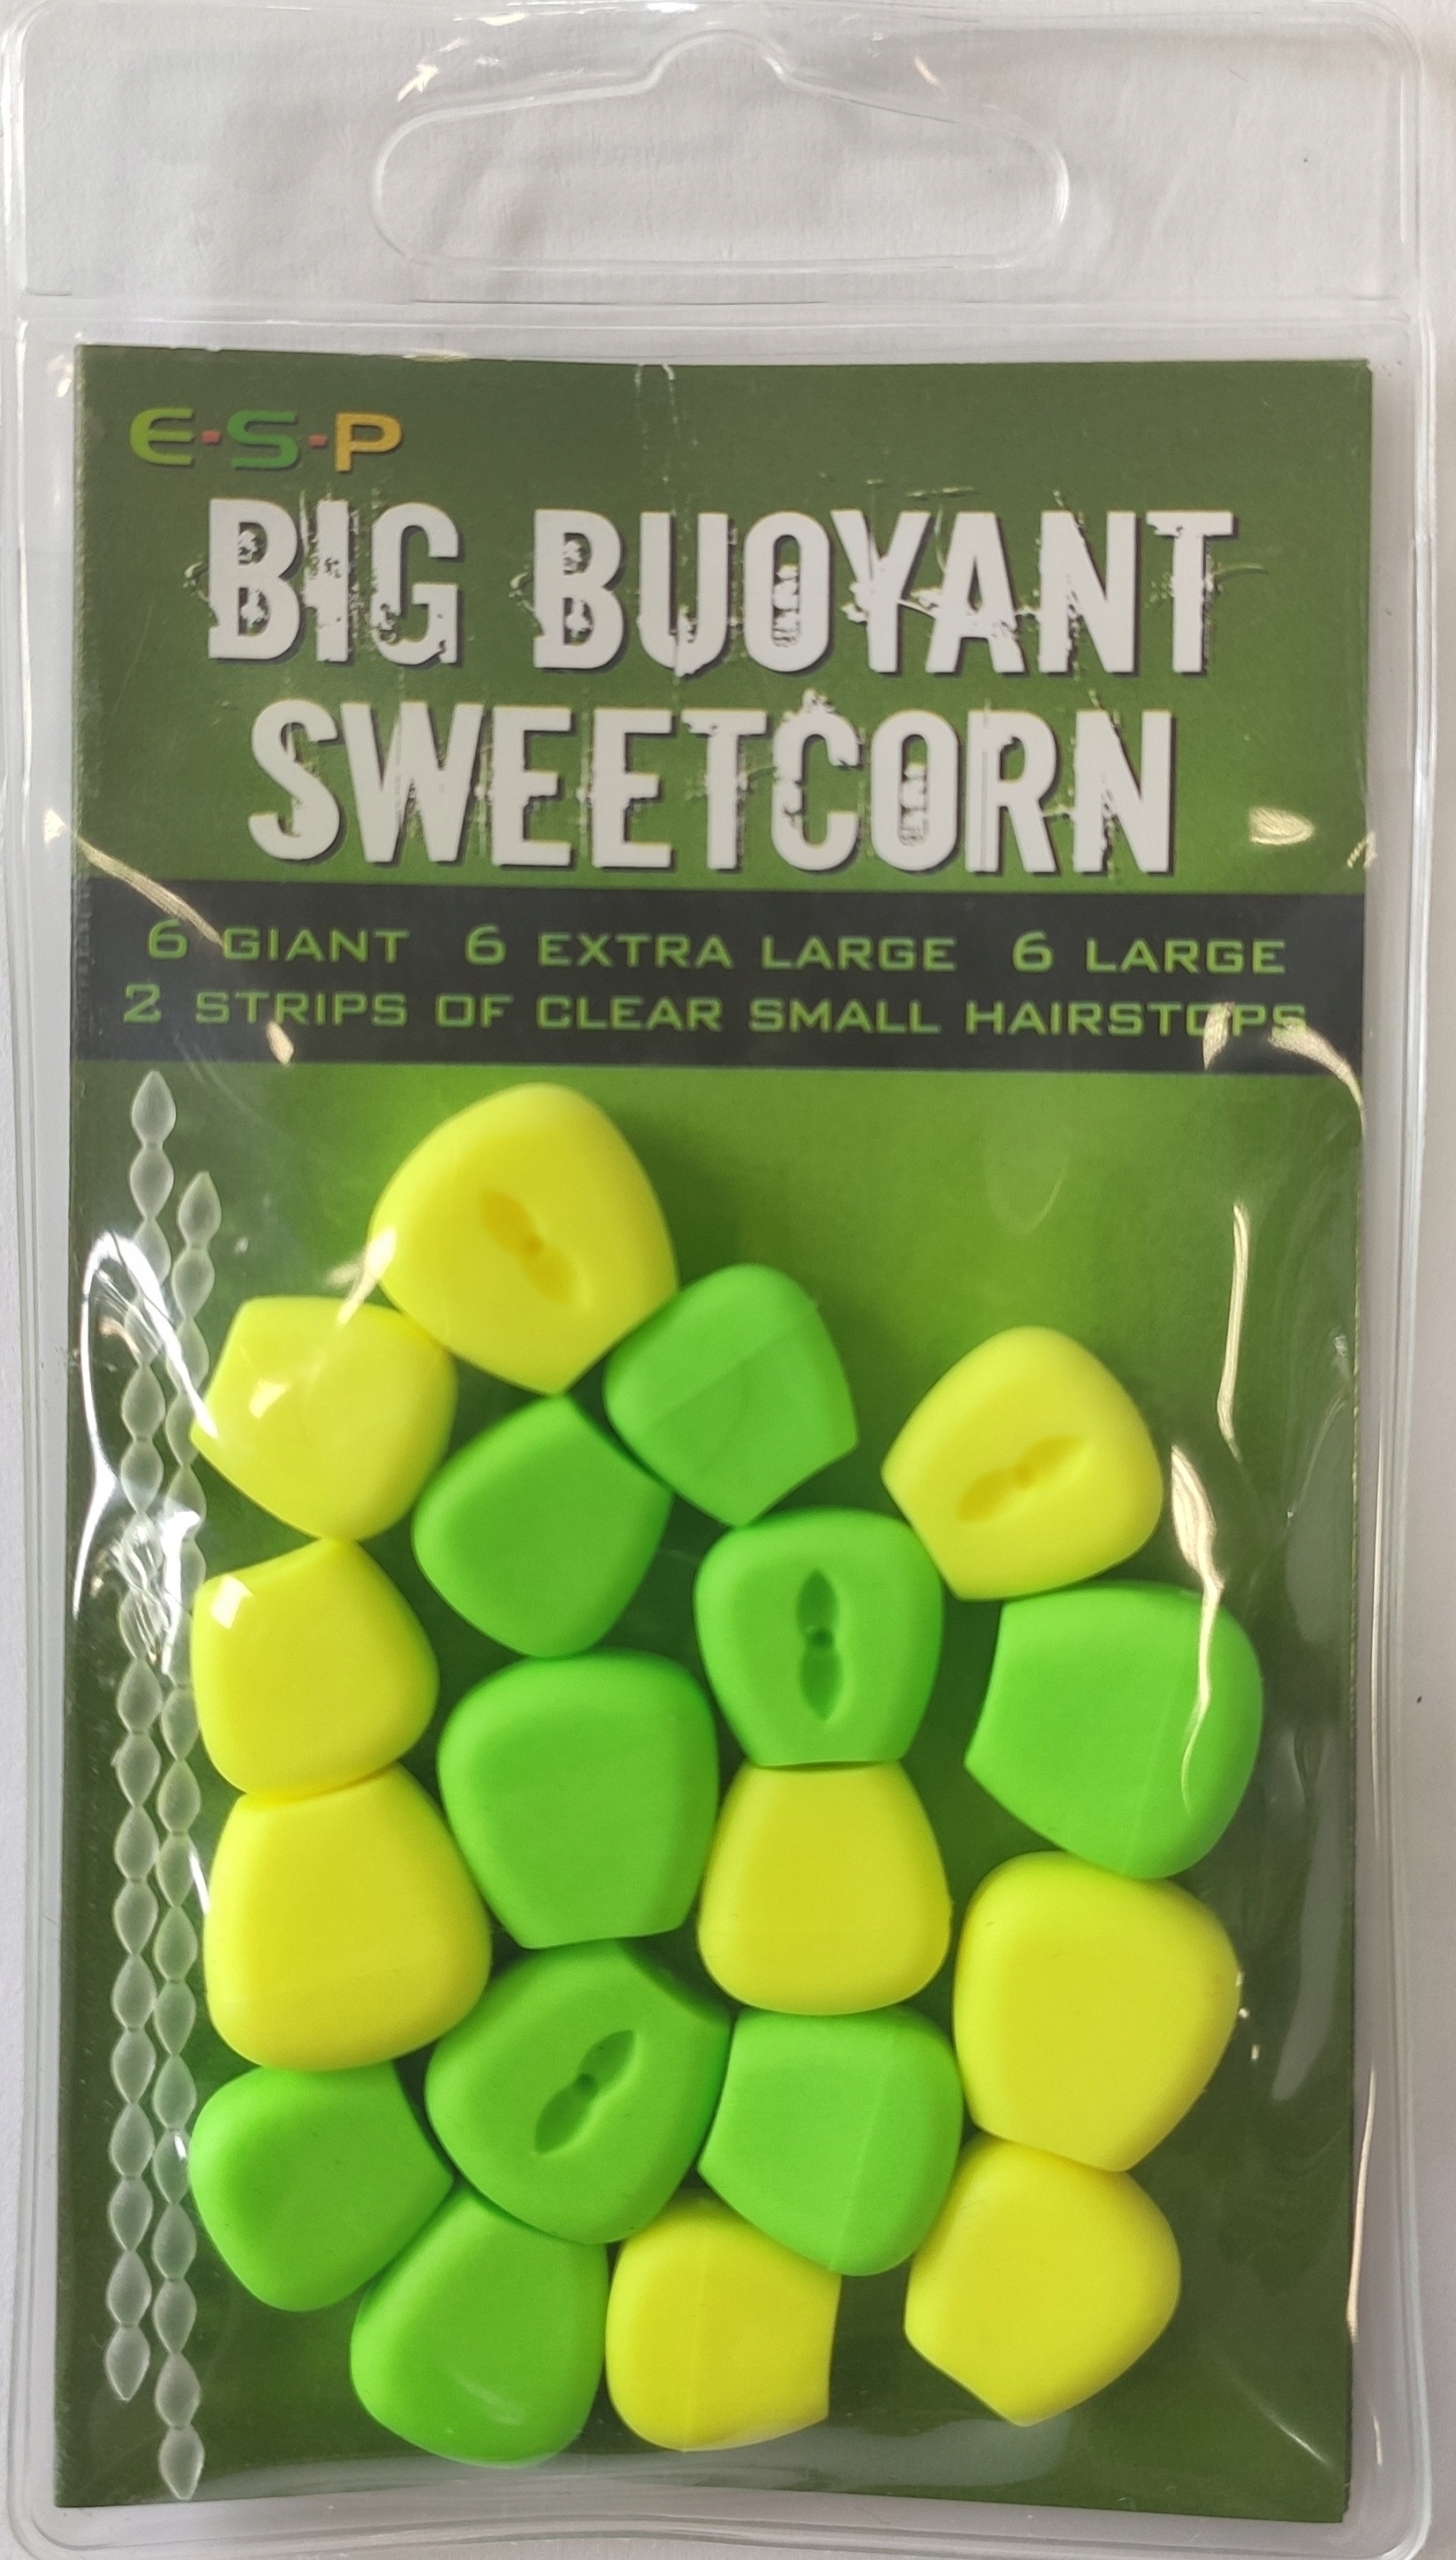 E-S-P
BIG BUOYANT
SWEETCORN
6 GIANT 6 EXTRA LARGE 6 LARGE
2 STRIPS OF CLEAR SMALL HAIRSTOPS